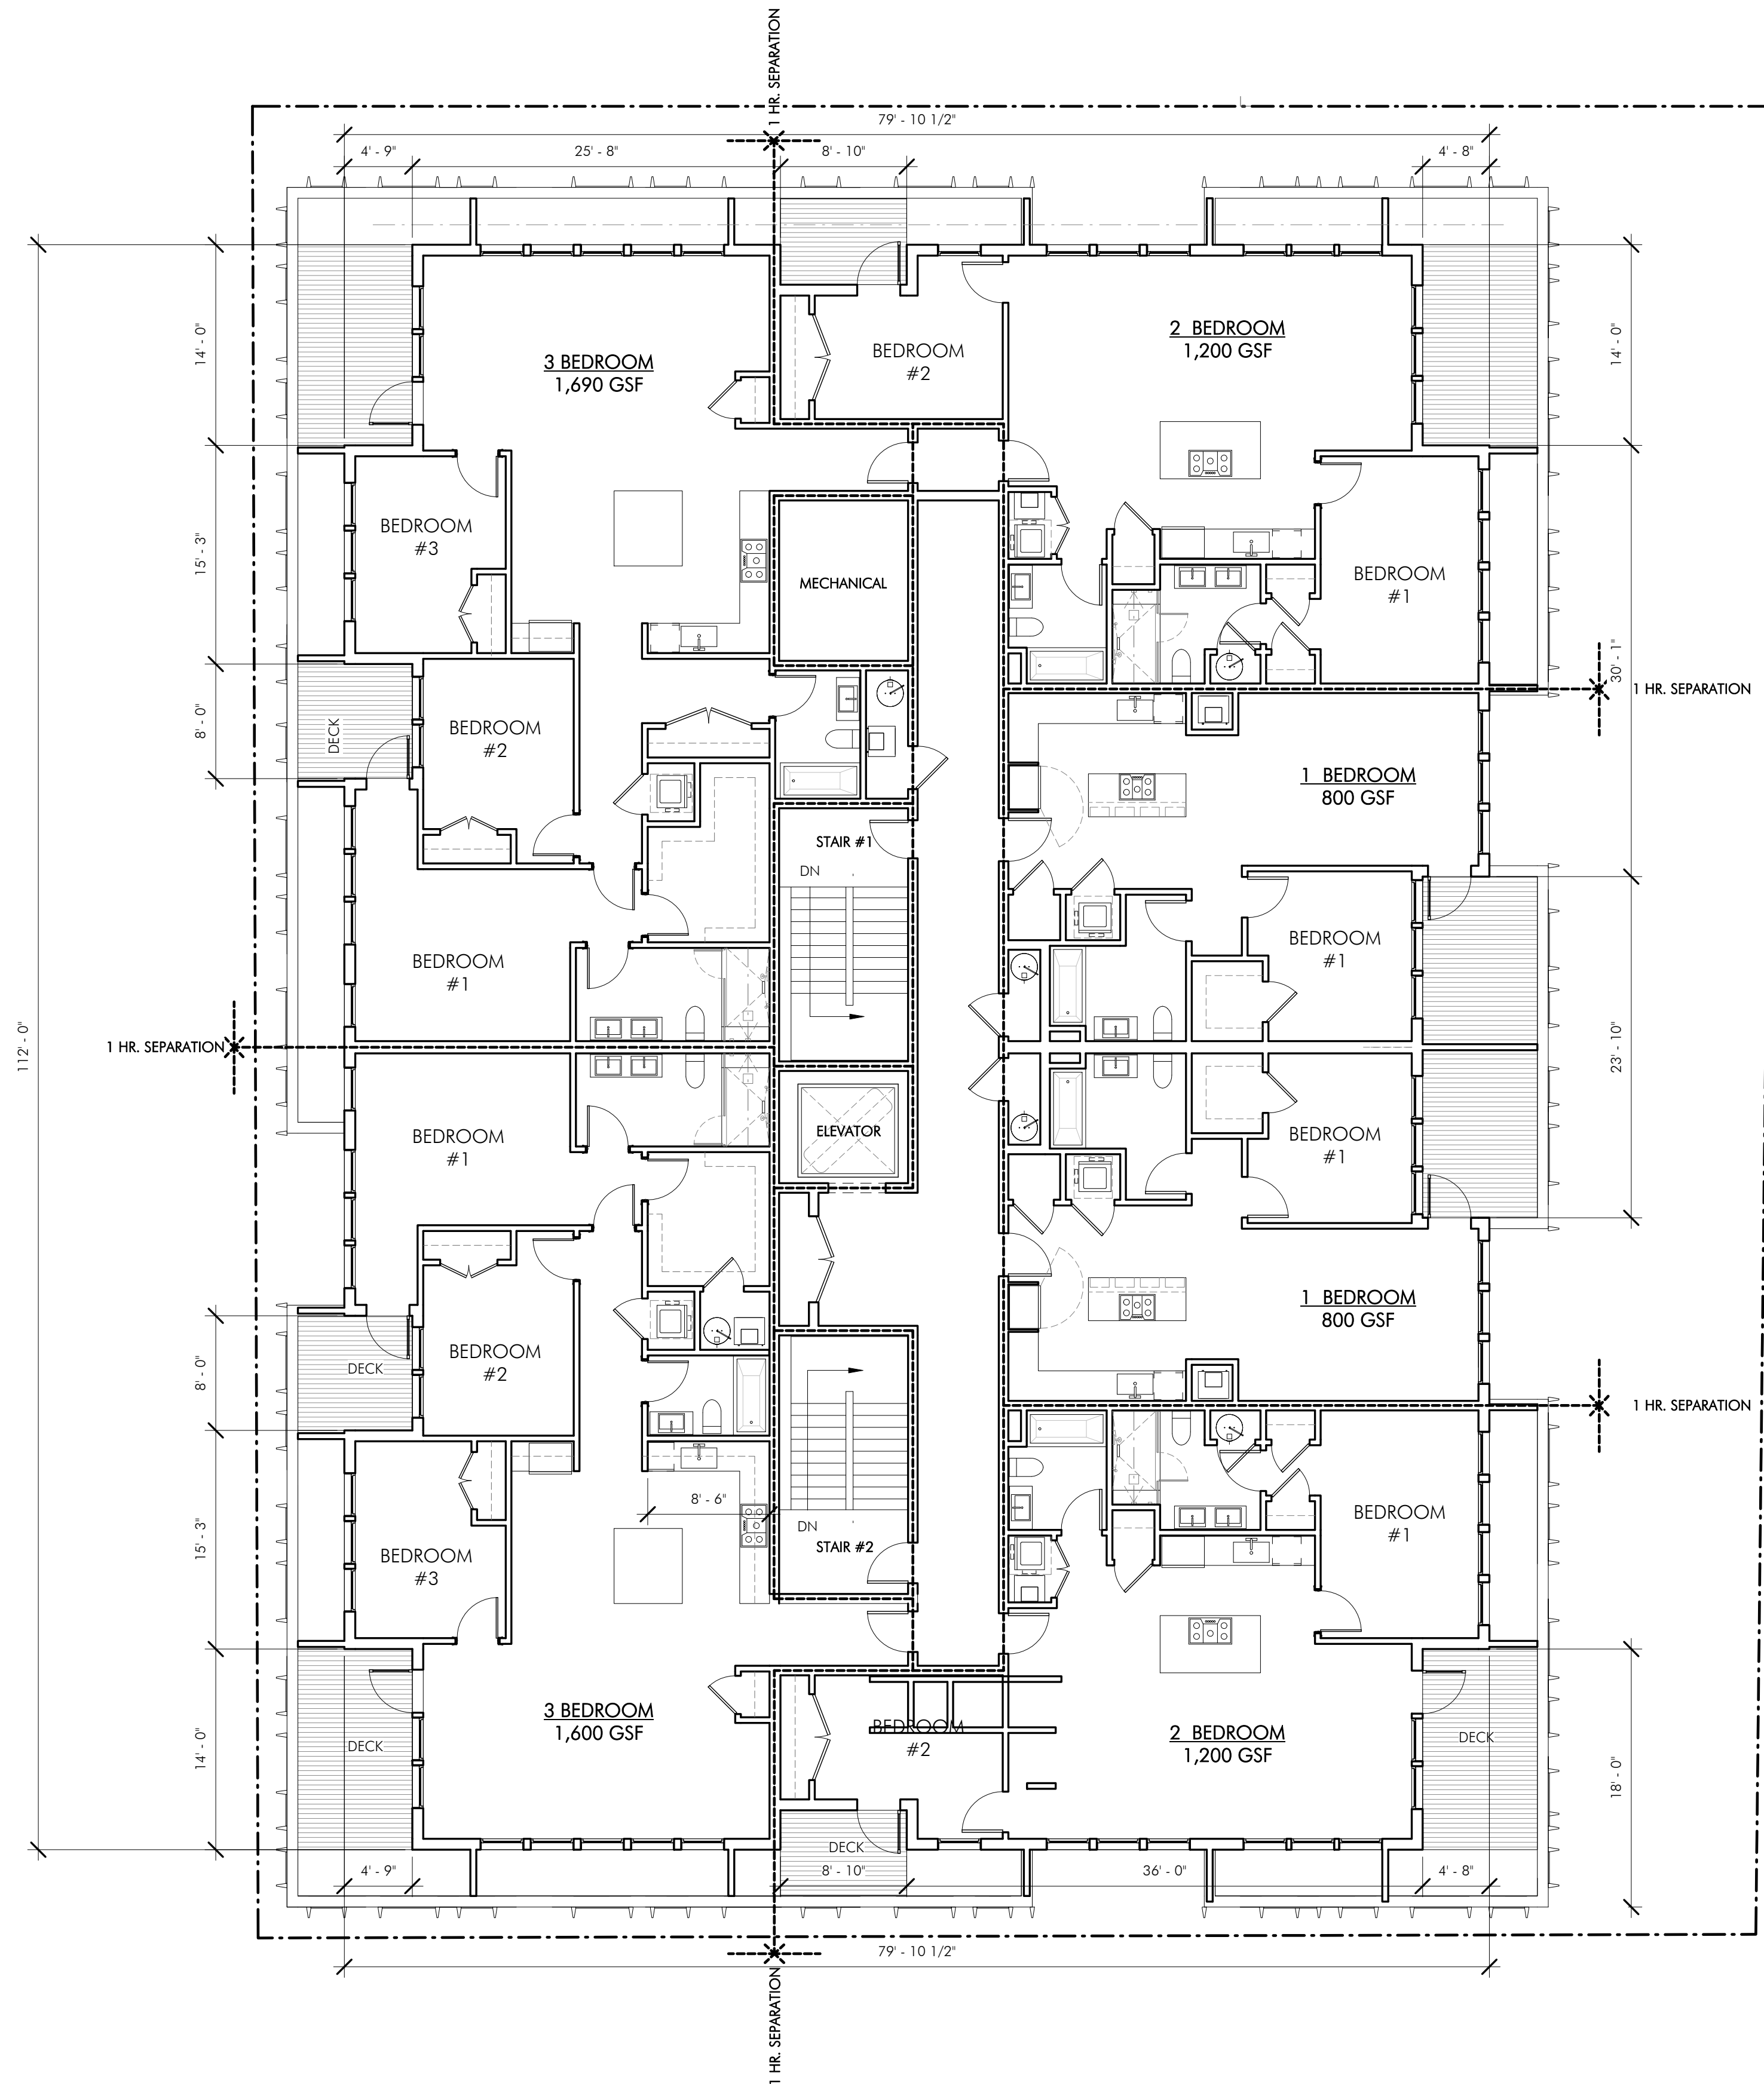 1 HR. SEPARATION
79' - 10 1/2"
4' - 9"
25' - 8"
8' - 10"
4' - 8"
14' - 0"
3 BEDROOM
1,690 GSF
BEDROOM
#2
2 BEDROOM
1,200 GSF
14' - 0"
15' - 3"
BEDROOM
#3
MECHANICAL
BEDROOM
#1
30' - 1"
1 HR. SEPARATION
8' - 0"
DECK
BEDROOM
#2
1 BEDROOM
800 GSF
STAIR #1
DN
BEDROOM
#1
BEDROOM
#1
112' - 0"
1 HR. SEPARATION
23' - 10"
BEDROOM
#1
ELEVATOR
BEDROOM
#1
8' - 0"
DECK
BEDROOM
#2
1 BEDROOM
800 GSF
1 HR. SEPARATION
15' - 3"
BEDROOM
#3
8' - 6"
DN
STAIR #2
BEDROOM
#1
14' - 0"
DECK
3 BEDROOM
1,600 GSF
BEDROOM
#2
2 BEDROOM
1,200 GSF
DECK
18' - 0"
DECK
4' - 9"
8' - 10"
36' - 0"
4' - 8"
79' - 10 1/2"
1 HR. SEPARATION